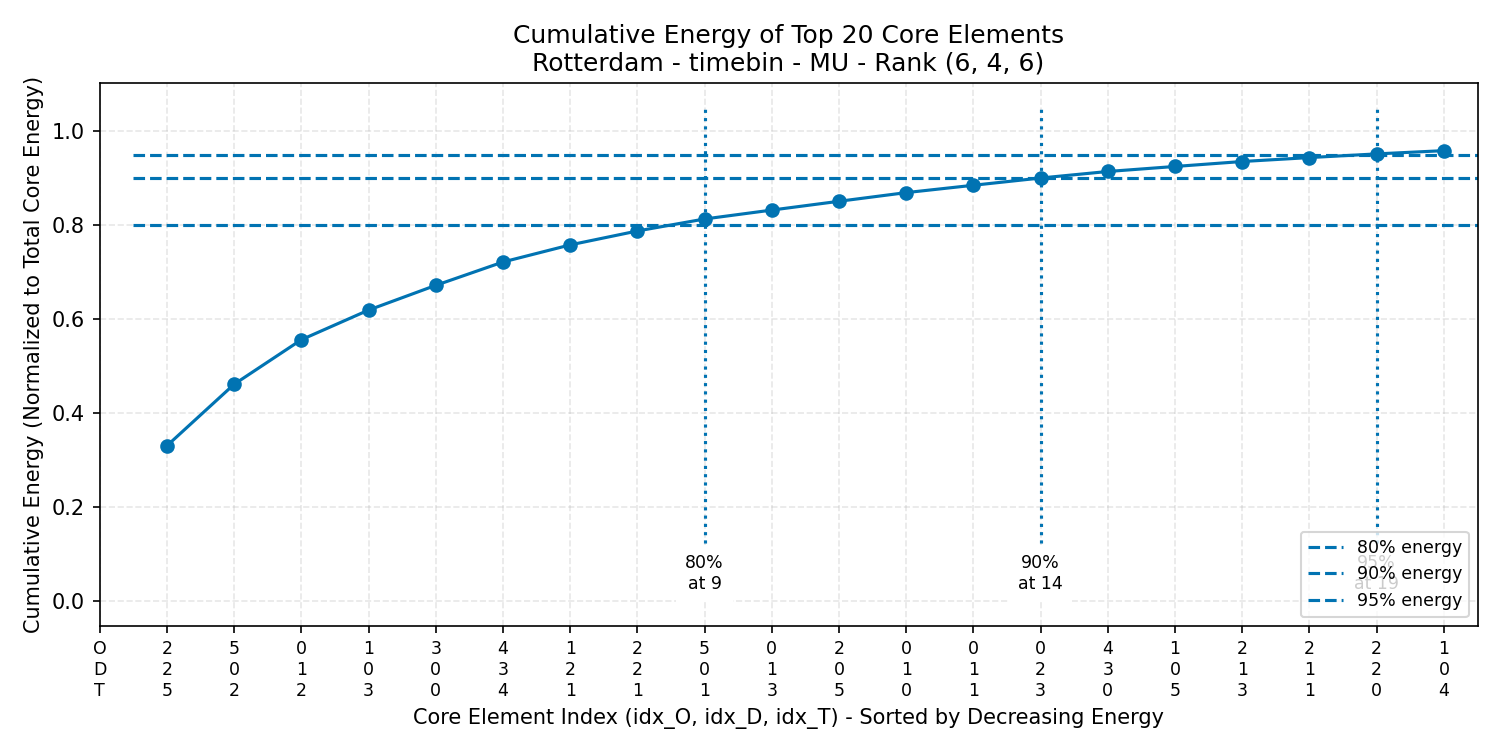 Cumulative Energy of Top 20 Core Elements
Rotterdam - timebin - MU - Rank (6, 4, 6)
Cumulative Energy (Normalized to Total Core Energy)
1.0
0.8
0.6
0.4
0.2
0.0
80%
at 9
90%
at 14
95%
at 19
80% energy
90% energy
95% energy
O 2 5 0 1 3 4 1 2 5 0 2 0 0 0 4 1 2 2 2 1
D 2 0 1 0 0 3 2 2 0 1 0 1 1 2 3 0 1 1 2 0
T 5 2 2 3 0 4 1 1 1 3 5 0 1 3 0 5 3 1 0 4
Core Element Index (idx_O, idx_D, idx_T) - Sorted by Decreasing Energy